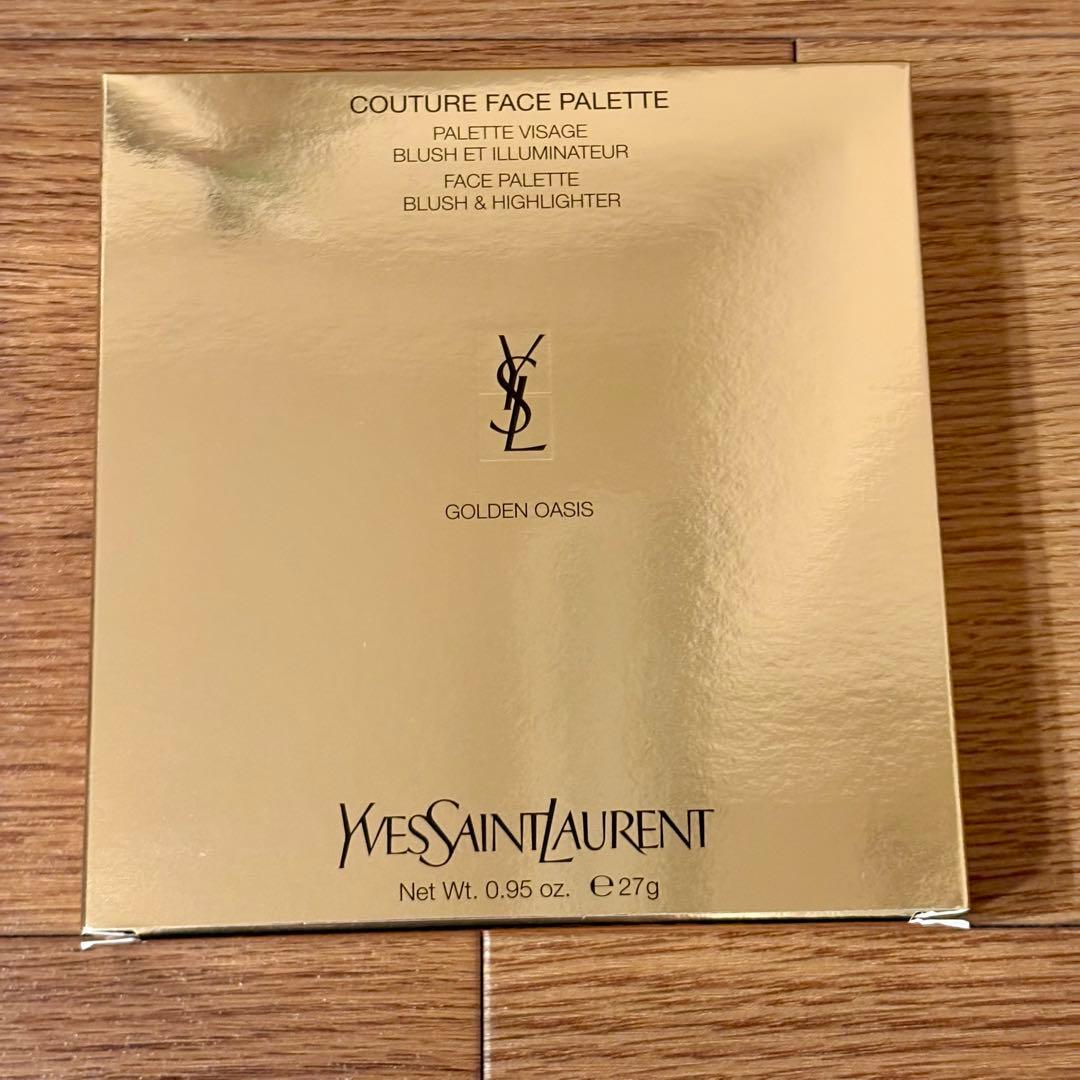 COUTURE FACE PALETTE
PALETTE VISAGE
BLUSH ET ILLUMINATEUR
FACE PALETTE
BLUSH & HIGHLIGHTER
YSL
GOLDEN OASIS
YVESSAINTLAURENT
Net Wt. 0.95 oz. ℮27g